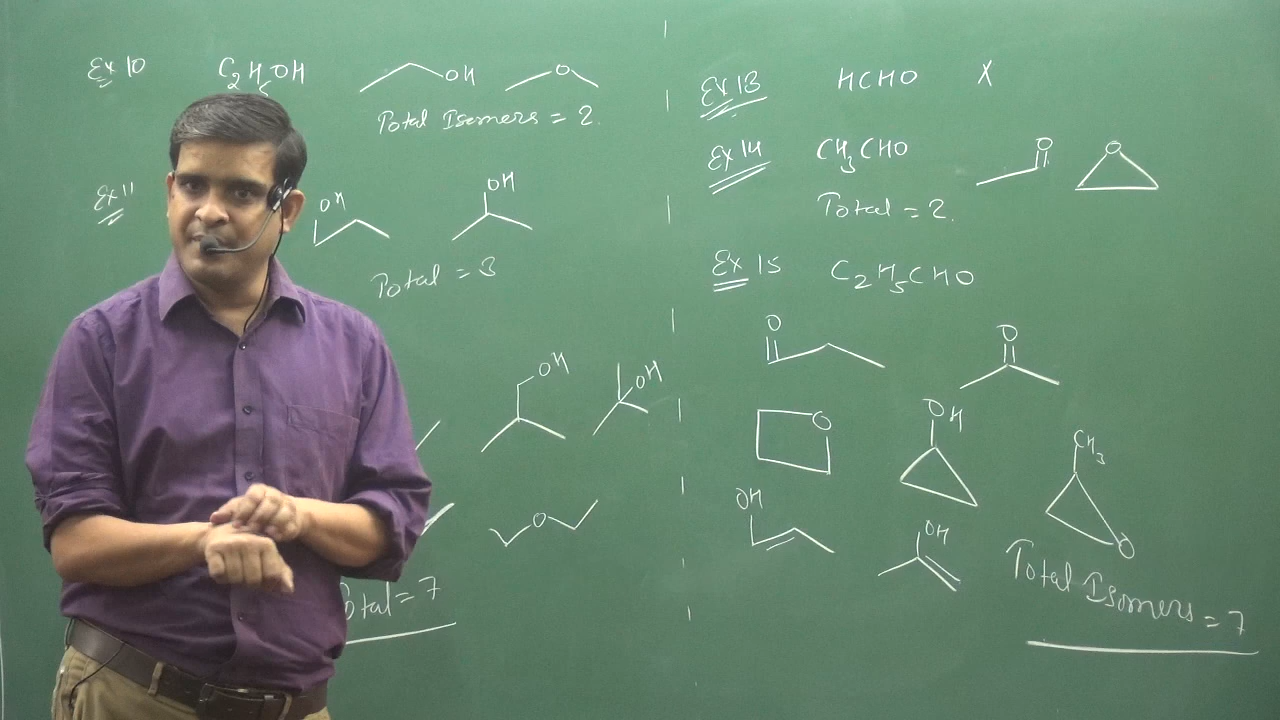 Ex 10 C2H5OH OH O
Total Isomers = 2.
Ex 11 OH OH
Total = 3
OH OH
O
Total = 7
Ex 13 HCHO X
Ex 14 CH3CHO O O
Total = 2.
Ex 15 C2H5CHO
O O
O OH CH3
O
OH OH
Total Isomers = 7